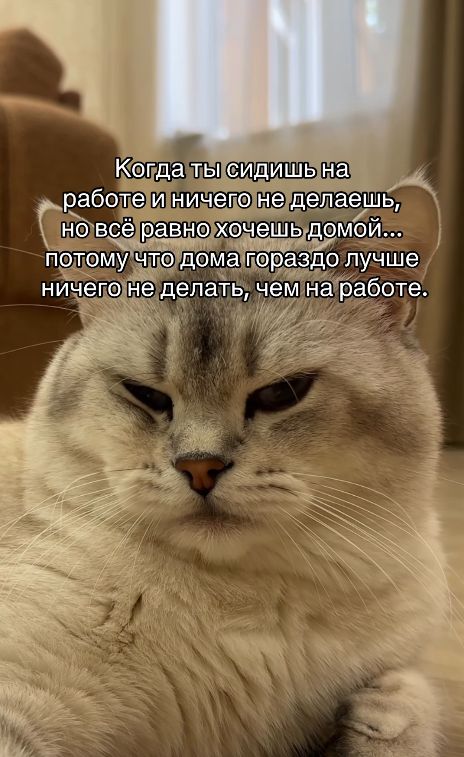 Когда ты сидишь на
работе и ничего не делаешь,
но всё равно хочешь домой...
потому что дома гораздо лучше
ничего не делать, чем на работе.